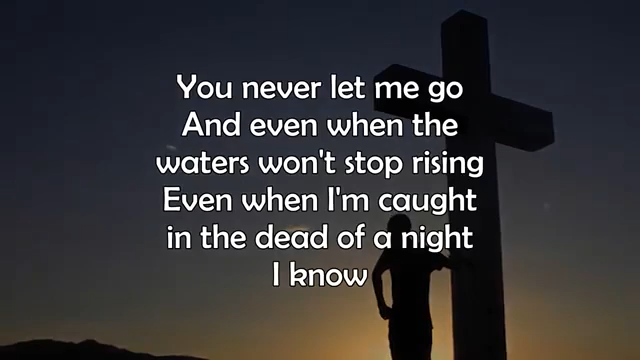 You never let me go
And even when the
waters won't stop rising
Even when I'm caught
in the dead of a night
I know